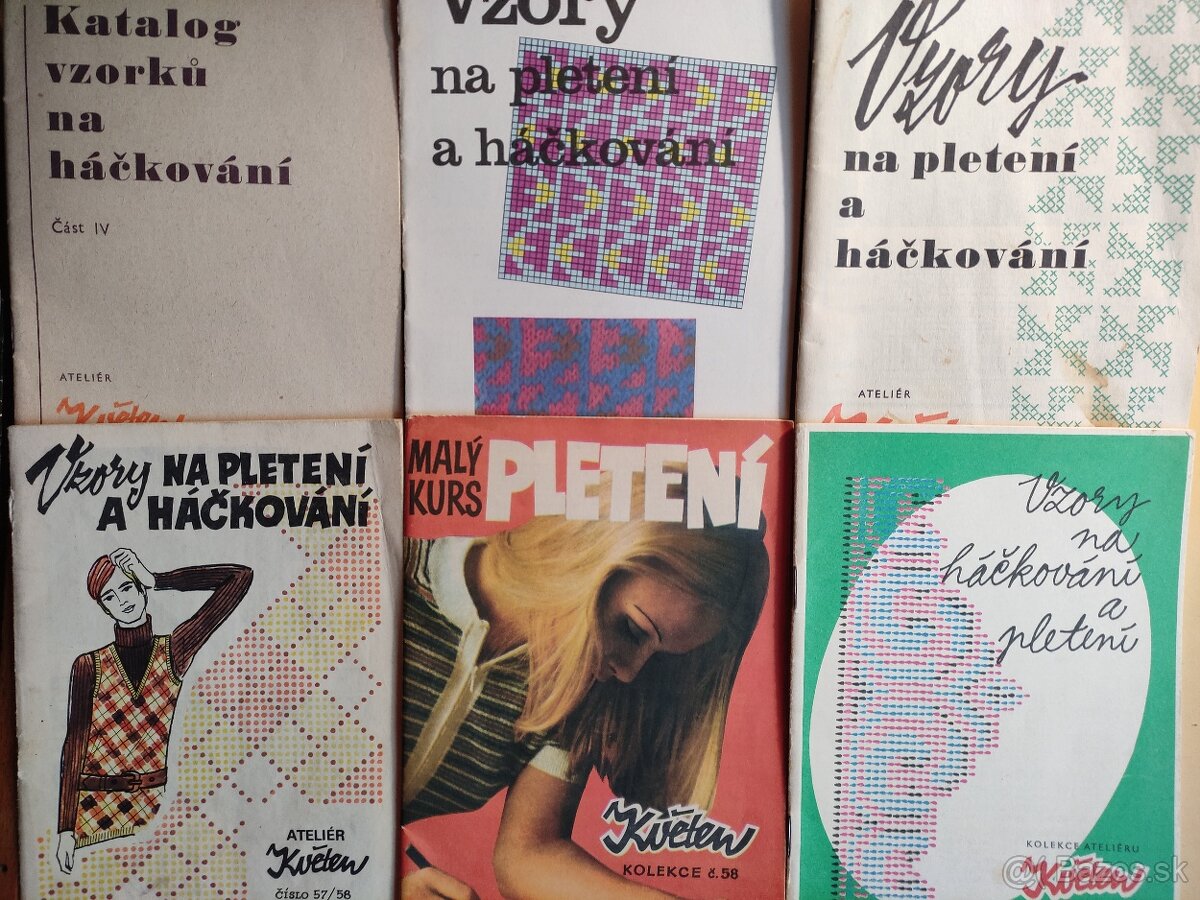 Katalog
vzorků
na
háčkování
Část IV
ATELIÉR
Květen
Vzory
na pletení
a háčkování
Vzory
na pletení
a
háčkování
ATELIÉR
Vzory NA PLETENÍ
A HÁČKOVÁNÍ
ATELIÉR
Květen
ČÍSLO 57/58
MALÝ
KURS PLETENÍ
Květen
KOLEKCE č.58
Vzory
na
háčkování
a
pletení
KOLEKCE ATELIÉRU
Květen
Bazos.sk